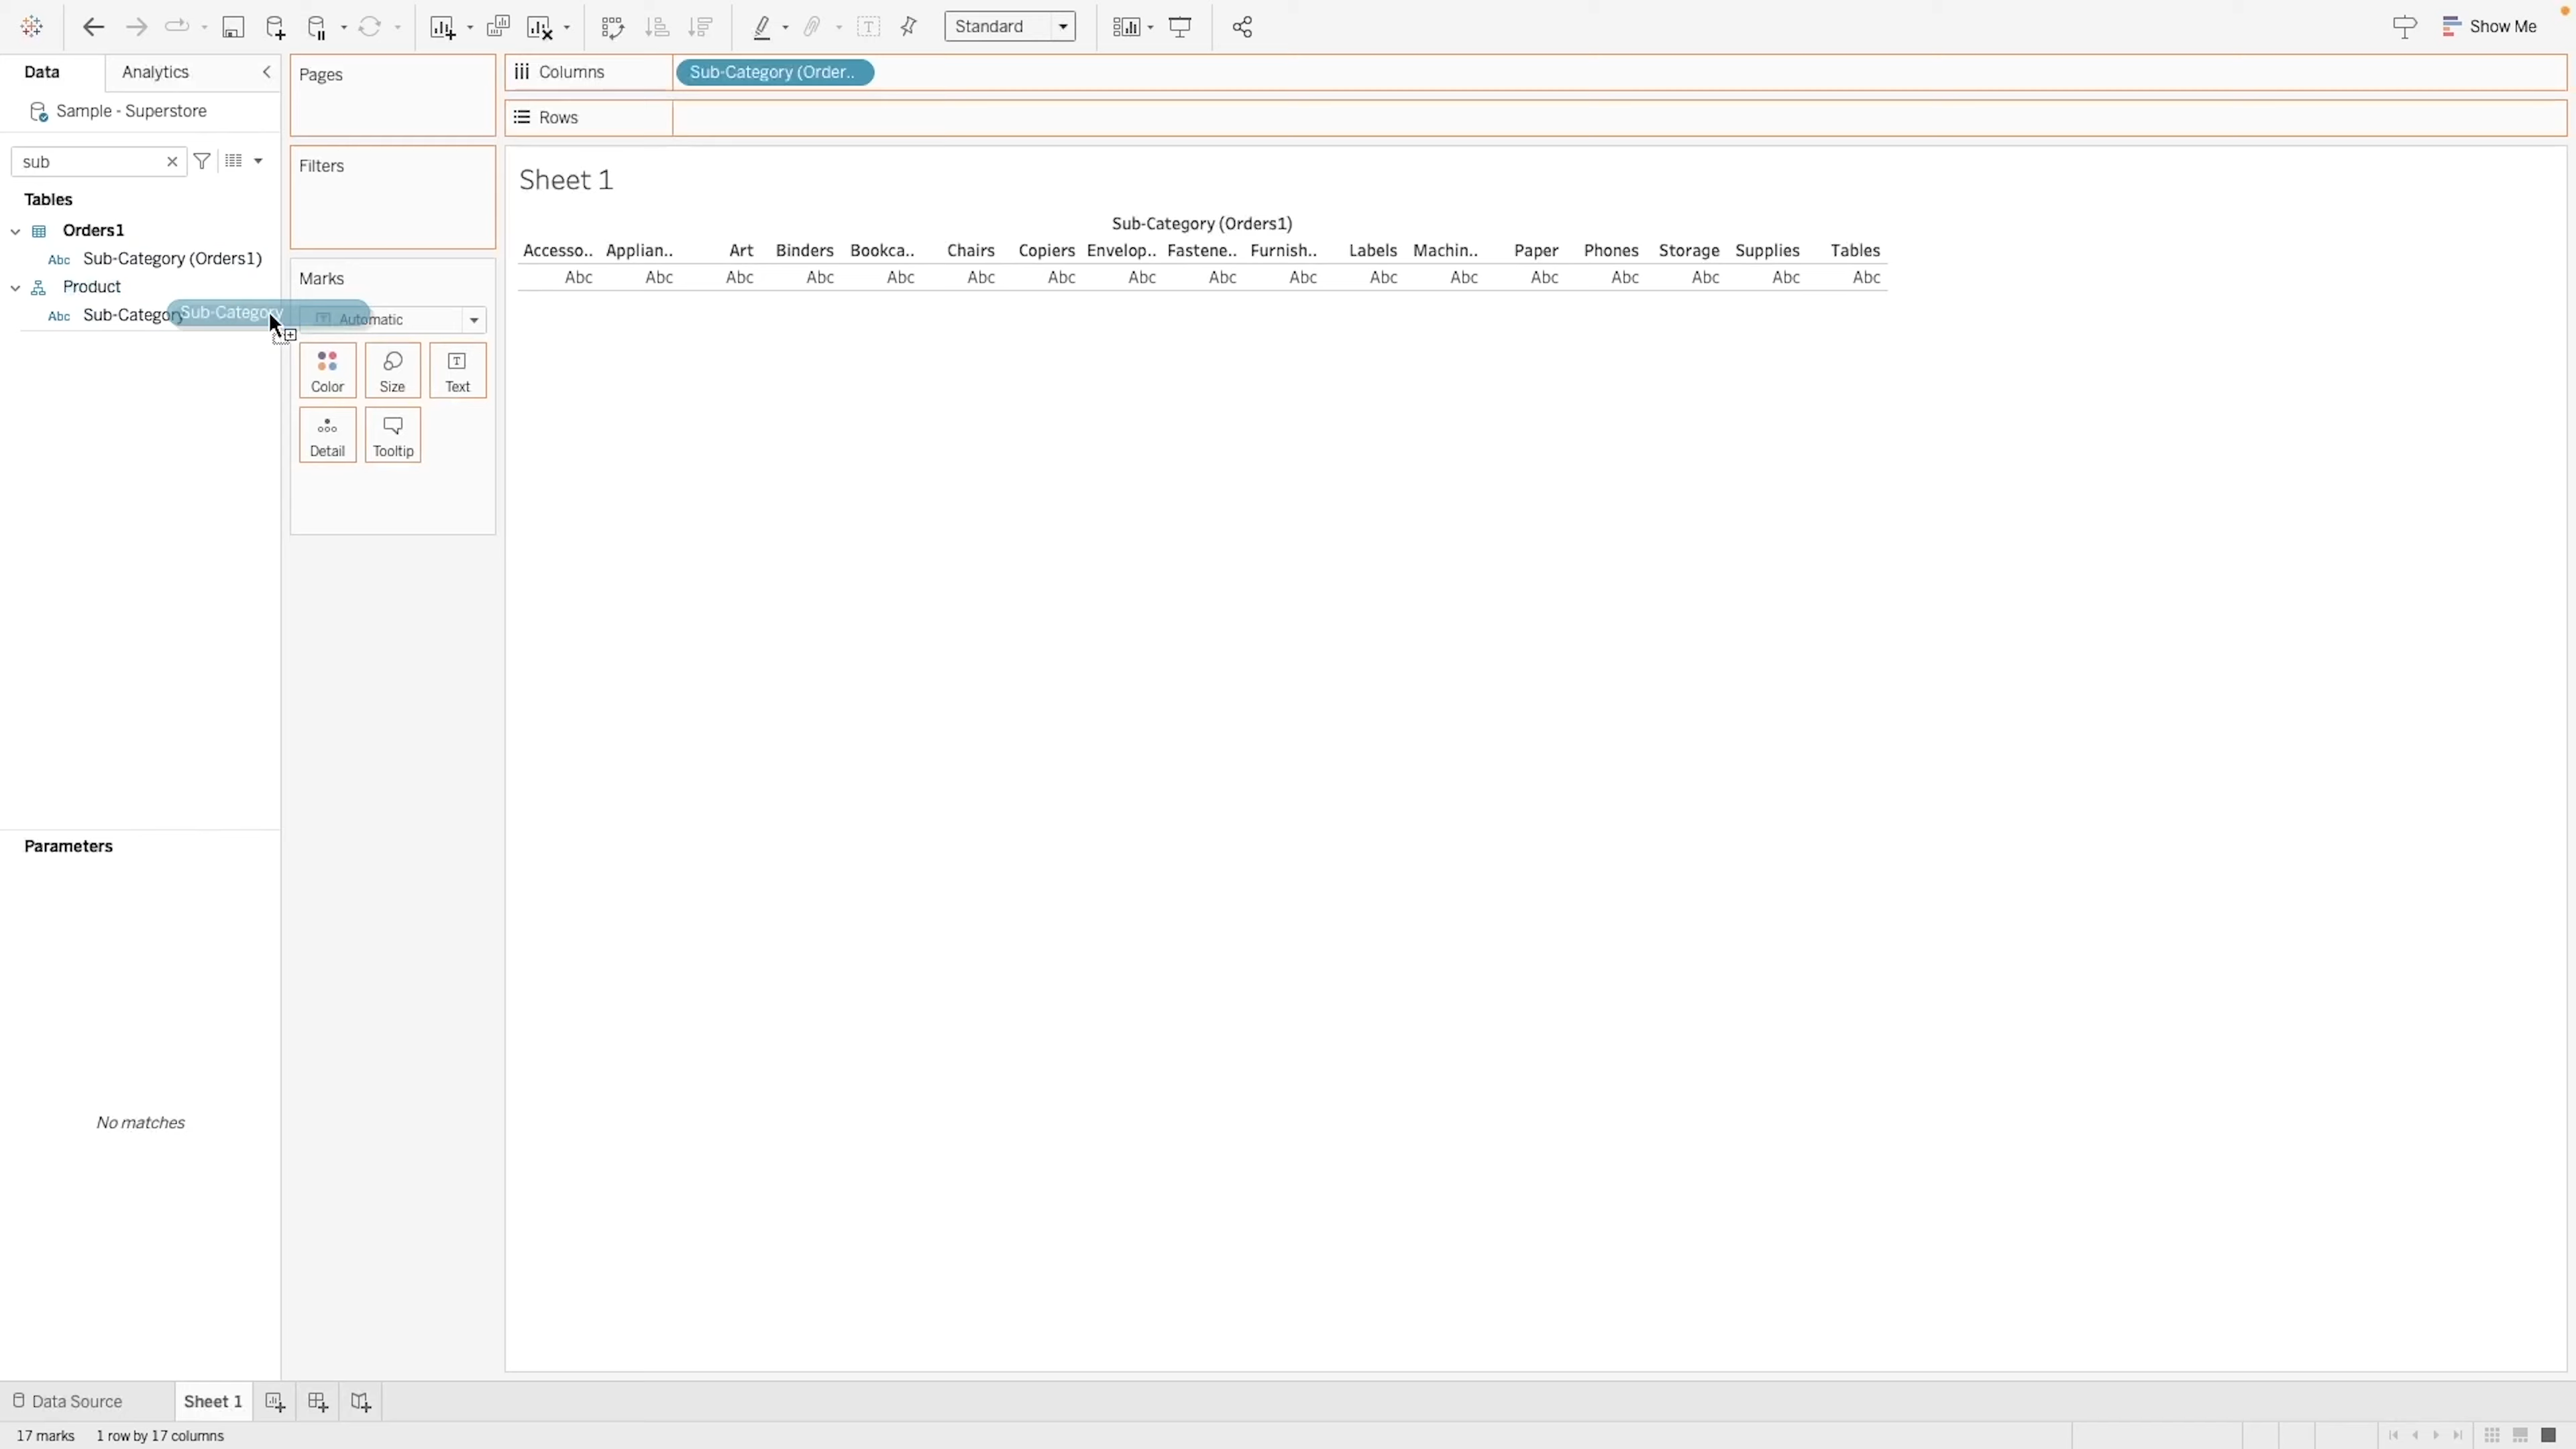 Standard
Show Me
Data
Analytics
Pages
Columns
Sub-Category (Order..
Sample - Superstore
Rows
sub
Filters
Sheet 1
Tables
Orders1
Sub-Category (Orders1)
Product
Sub-Category
Sub-Category
Sub-Category (Orders1)
Accesso.. Applian.. Art Binders Bookca.. Chairs Copiers Envelop.. Fastene.. Furnish.. Labels Machin.. Paper Phones Storage Supplies Tables
Abc Abc Abc Abc Abc Abc Abc Abc Abc Abc Abc Abc Abc Abc Abc Abc Abc
Abc
Abc
Marks
Automatic
Color
Size
Text
Detail
Tooltip
Parameters
No matches
Data Source
Sheet 1
17 marks
1 row by 17 columns